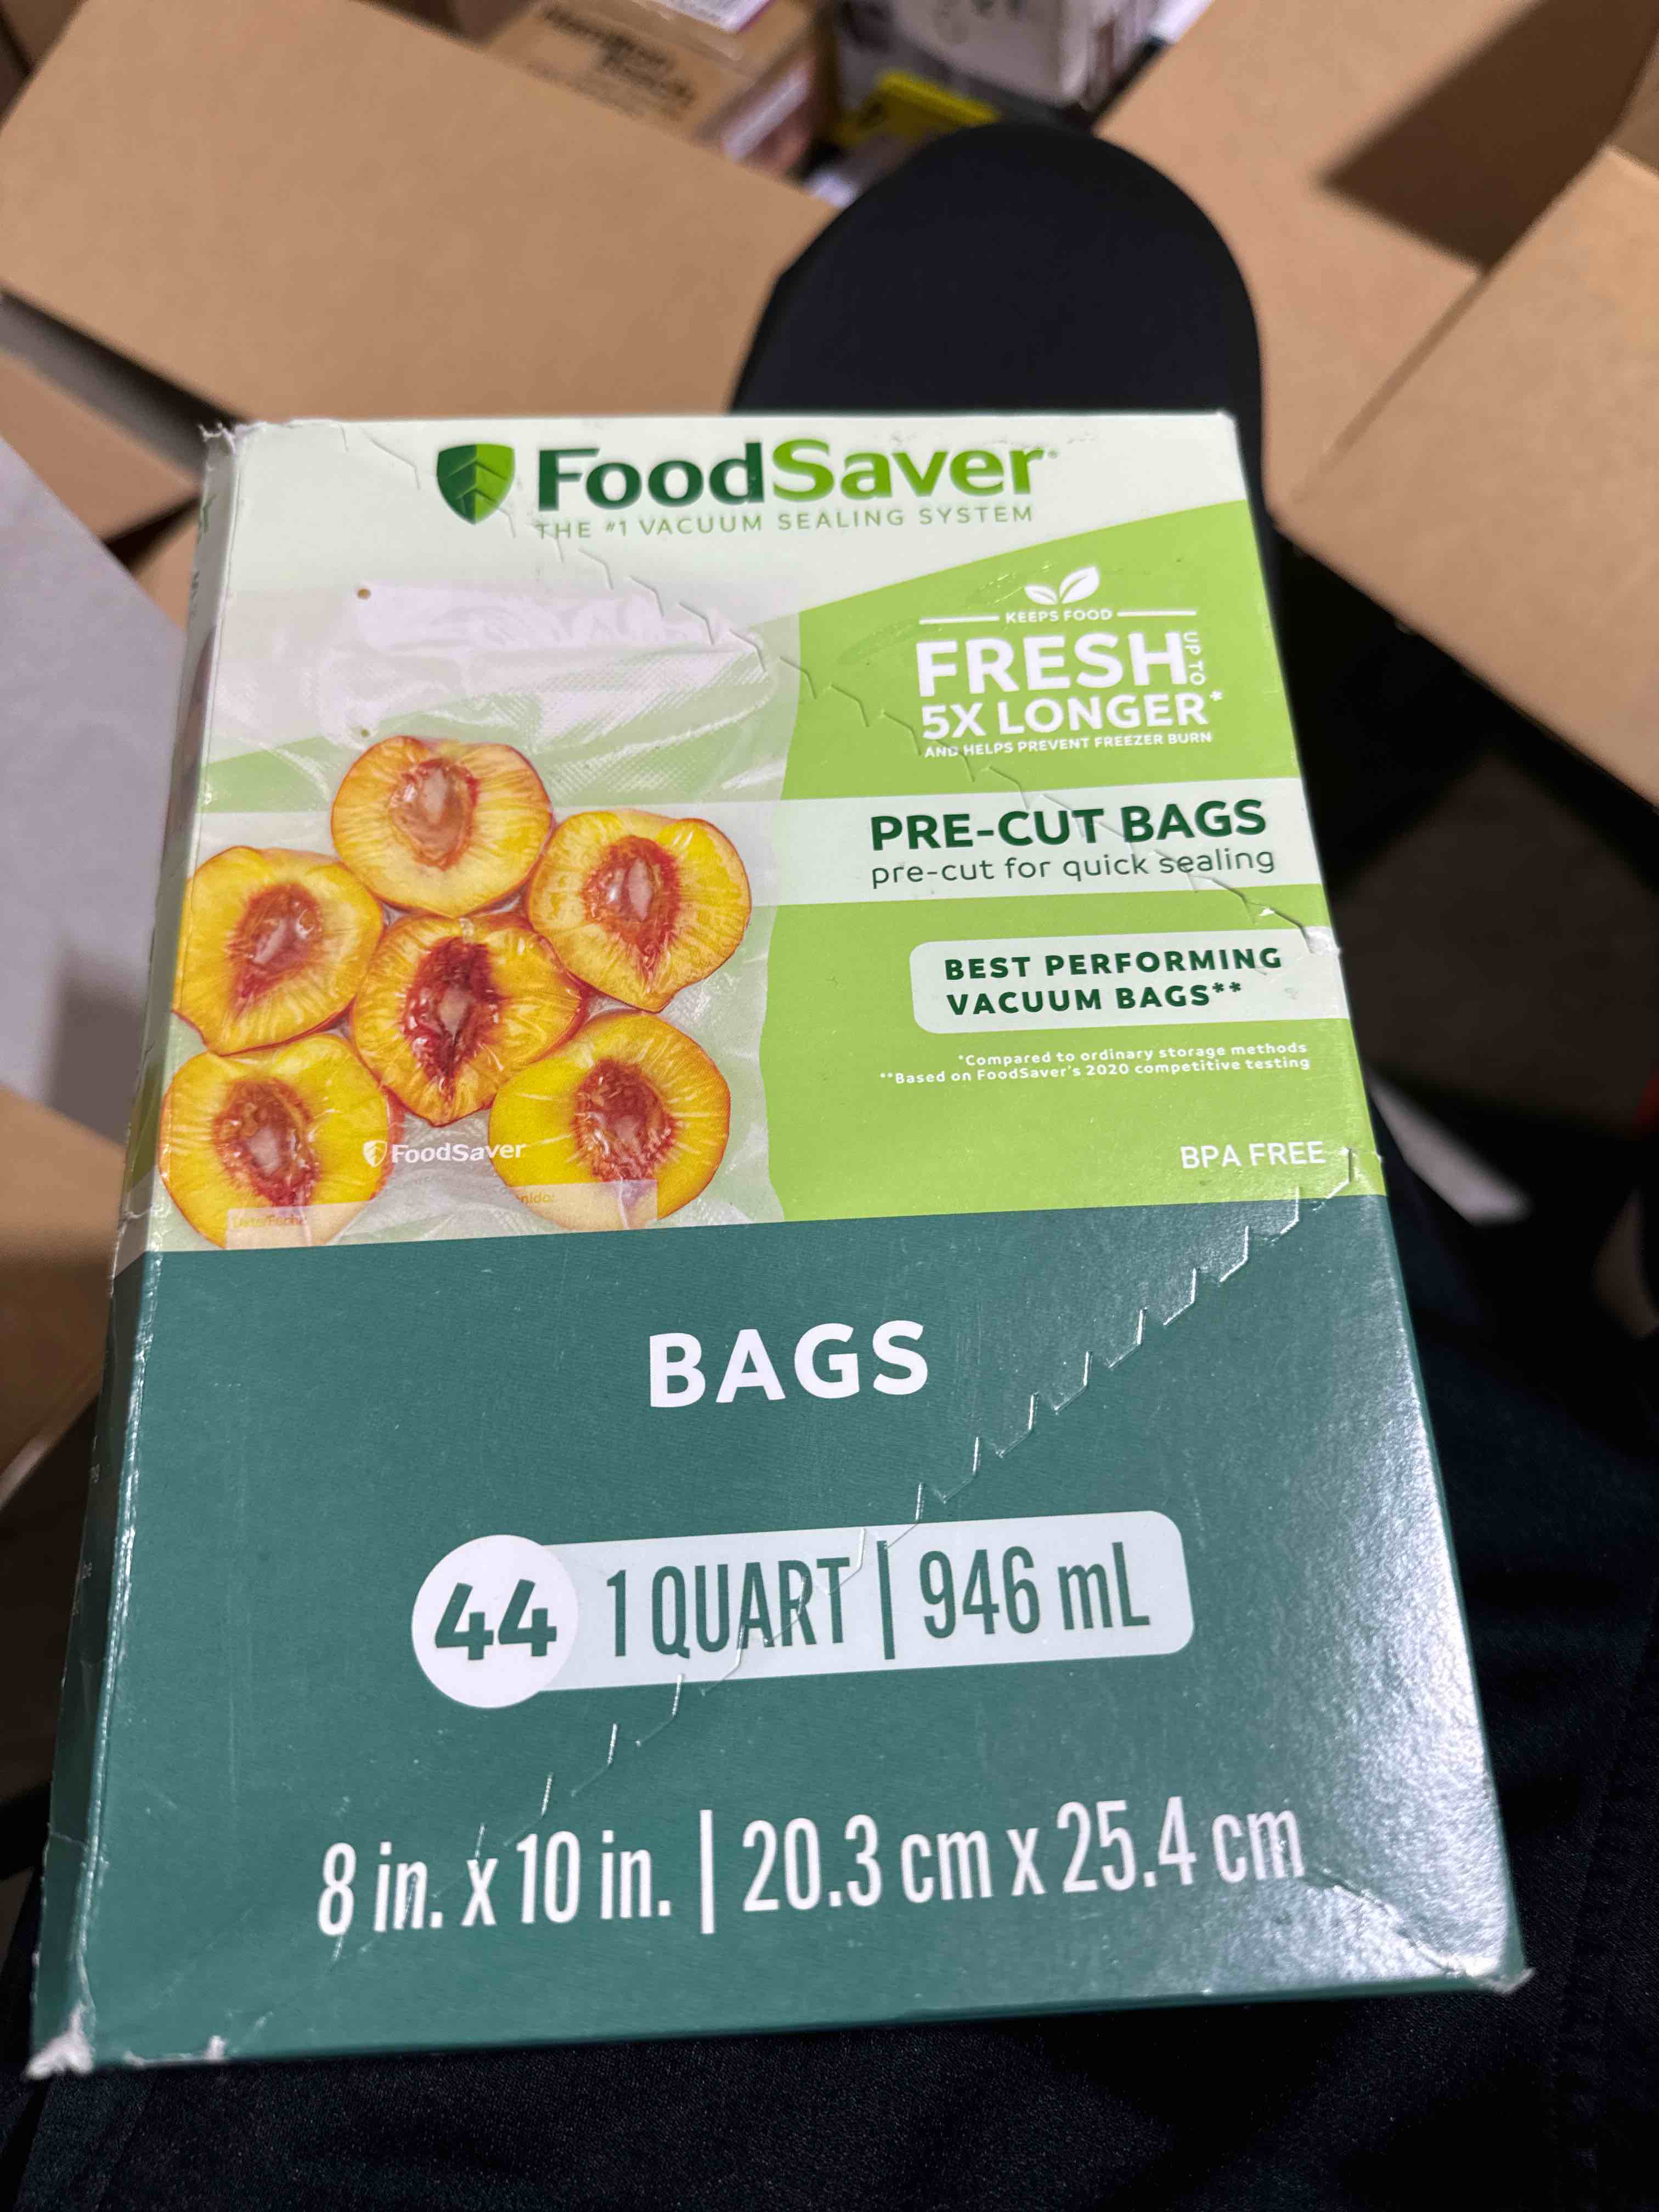 FoodSaver
THE #1 VACUUM SEALING SYSTEM
KEEPS FOOD
FRESH UP TO
5X LONGER*
AND HELPS PREVENT FREEZER BURN
PRE-CUT BAGS
pre-cut for quick sealing
BEST PERFORMING
VACUUM BAGS**
*Compared to ordinary storage methods
**Based on FoodSaver's 2020 competitive testing
BPA FREE
FoodSaver
Date/Fecha:
BAGS
44 1 QUART | 946 mL
8 in. x 10 in. | 20.3 cm x 25.4 cm